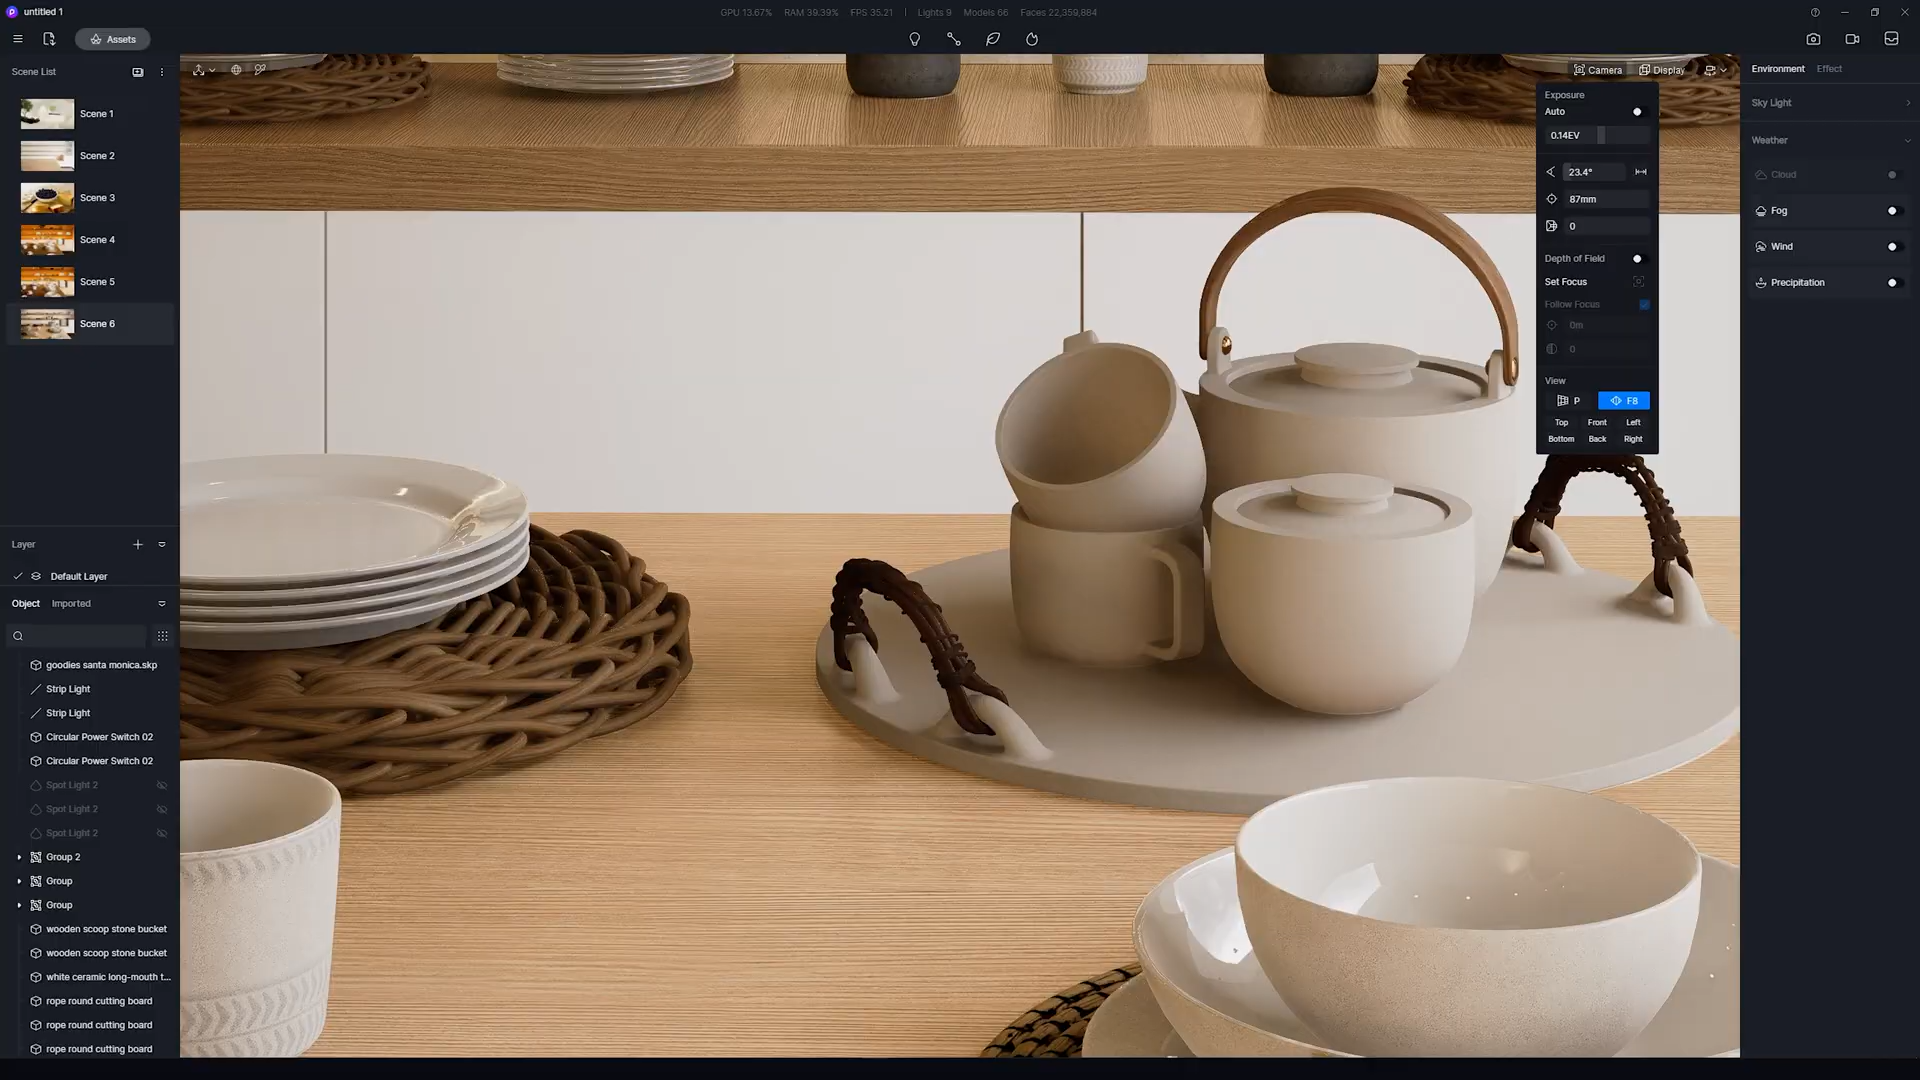 untitled 1
GPU 13.67% RAM 39.39% FPS 35.21 | Lights 9 Models 66 Faces 22,359,884
Assets
Scene List
Scene 1
Scene 2
Scene 3
Scene 4
Scene 5
Scene 6
Layer
Default Layer
Object Imported
goodies santa monica.skp
Strip Light
Strip Light
Circular Power Switch 02
Circular Power Switch 02
Spot Light 2
Spot Light 2
Spot Light 2
Group 2
Group
Group
wooden scoop stone bucket
wooden scoop stone bucket
white ceramic long-mouth t...
rope round cutting board
rope round cutting board
rope round cutting board
Camera Display
Exposure
Auto
0.14EV
23.4°
87mm
0
Depth of Field
Set Focus
Follow Focus
0m
0
View
P F8
Top Front Left
Bottom Back Right
Environment Effect
Sky Light
Weather
Cloud
Fog
Wind
Precipitation